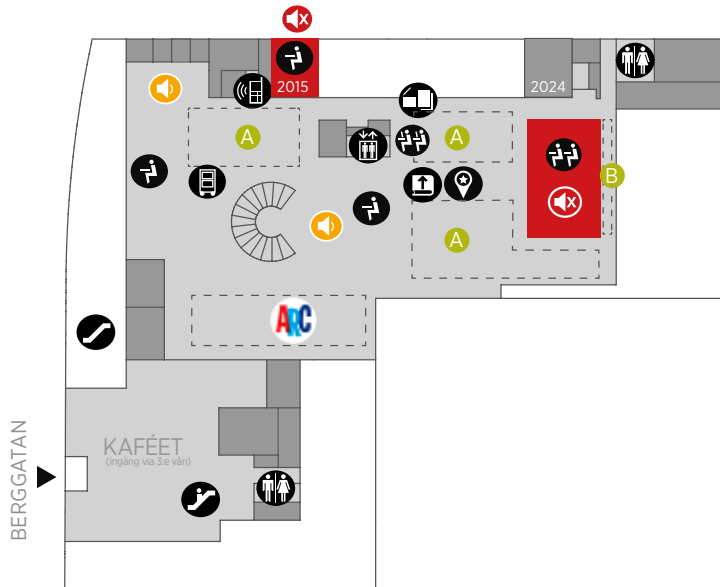 2015
2024
A
A
B
A
ARC
KAFÉET
(ingång via 3:e vån)
BERGGATAN